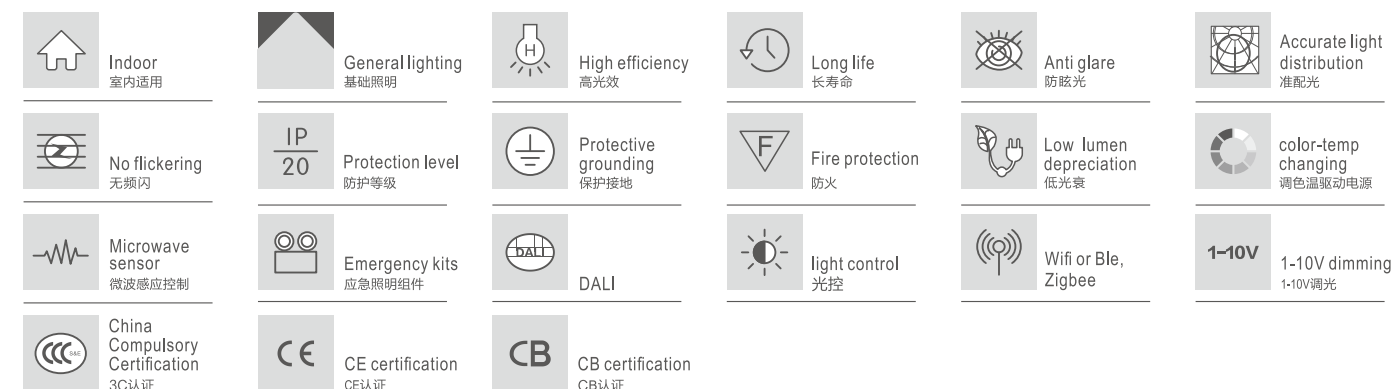 Indoor
室内适用
General lighting
基础照明
H
High efficiency
高光效
Long life
长寿命
Anti glare
防眩光
Accurate light
distribution
准配光
No flickering
无频闪
IP
20
Protection level
防护等级
Protective
grounding
保护接地
F
Fire protection
防火
Low lumen
depreciation
低光衰
color-temp
changing
调色温驱动电源
Microwave
sensor
微波感应控制
Emergency kits
应急照明组件
DALI
DALI
light control
光控
Wifi or Ble,
Zigbee
1-10V
1-10V dimming
1-10V调光
CCC S&E
China
Compulsory
Certification
3C认证
CE
CE certification
CE认证
CB
CB certification
CB认证